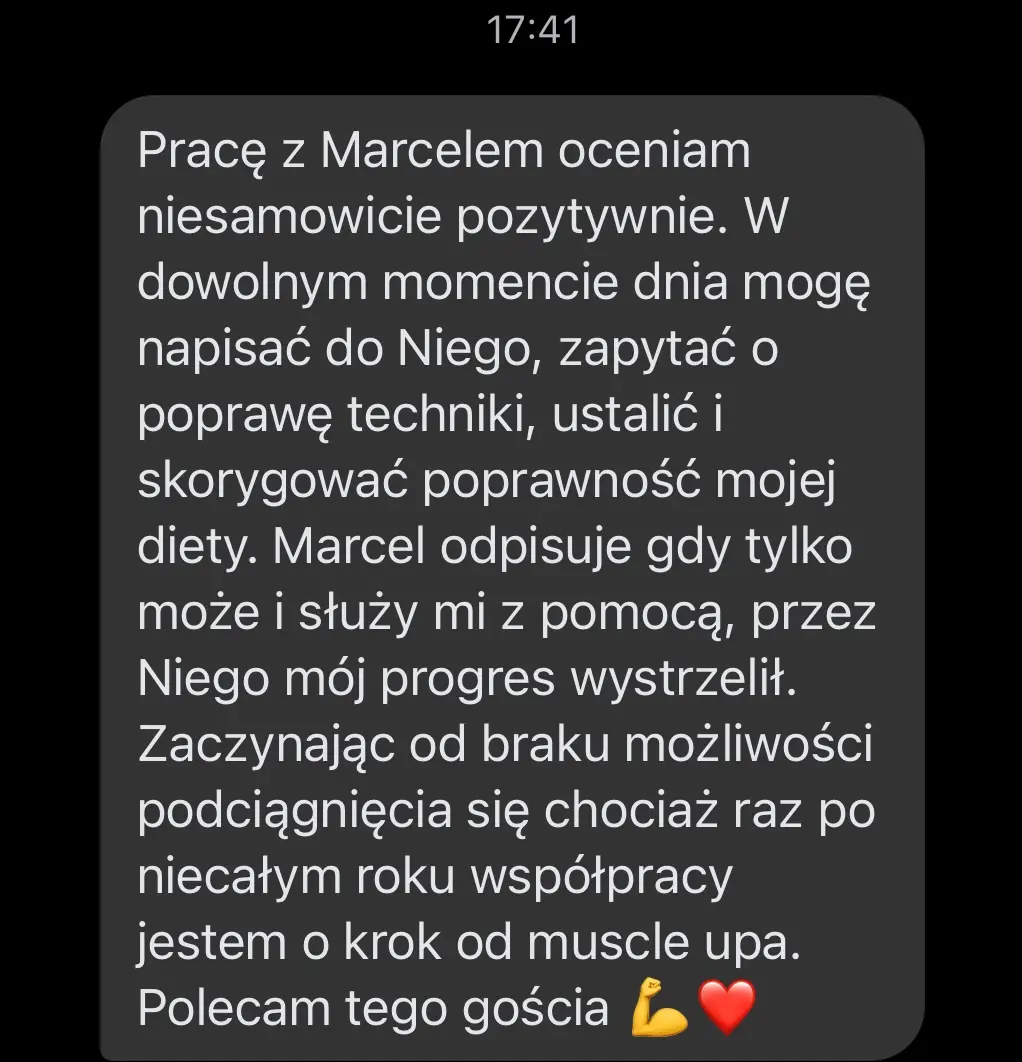 17:41
Pracę z Marcelem oceniam
niesamowicie pozytywnie. W
dowolnym momencie dnia mogę
napisać do Niego, zapytać o
poprawę techniki, ustalić i
skorygować poprawność mojej
diety. Marcel odpisuje gdy tylko
może i służy mi z pomocą, przez
Niego mój progres wystrzelił.
Zaczynając od braku możliwości
podciągnięcia się chociaż raz po
niecałym roku współpracy
jestem o krok od muscle upa.
Polecam tego gościa 💪❤️